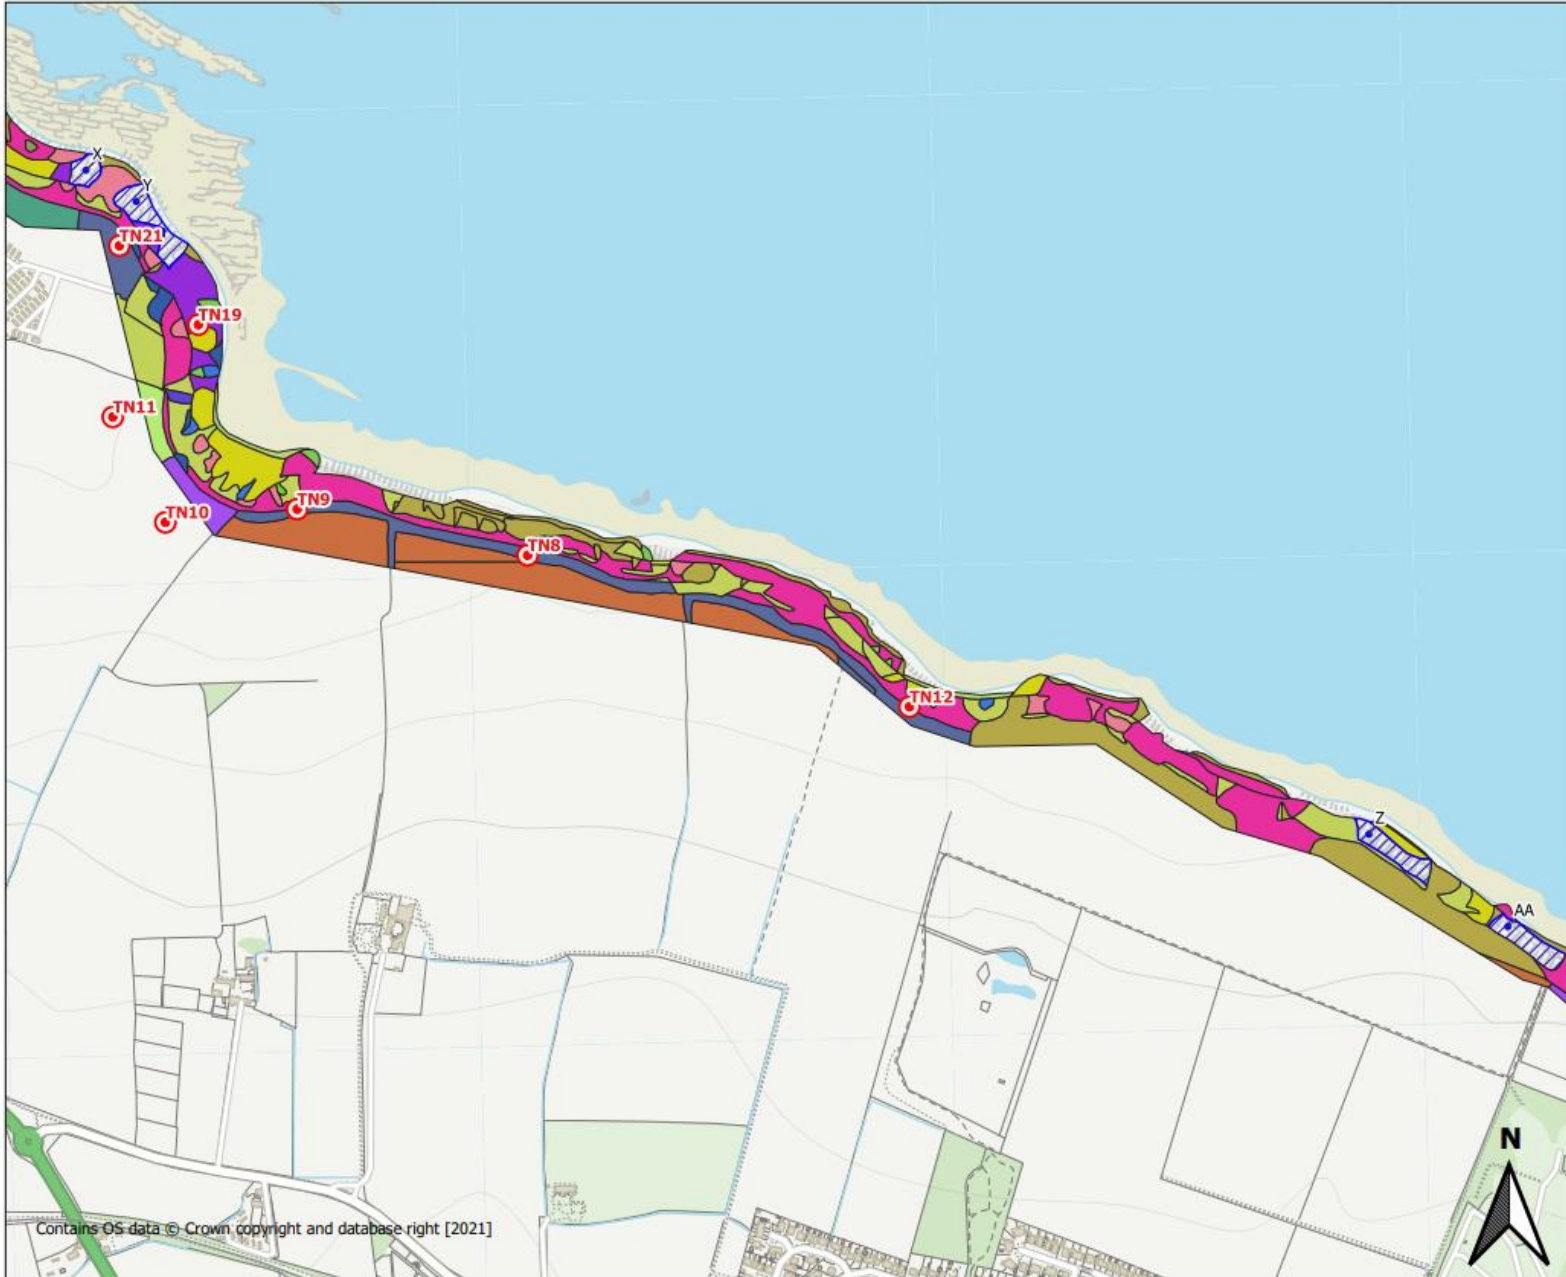 X
Y
TN21
TN19
TN11
TN9
TN10
TN8
TN12
Z
AA
N
Contains OS data © Crown copyright and database right [2021]